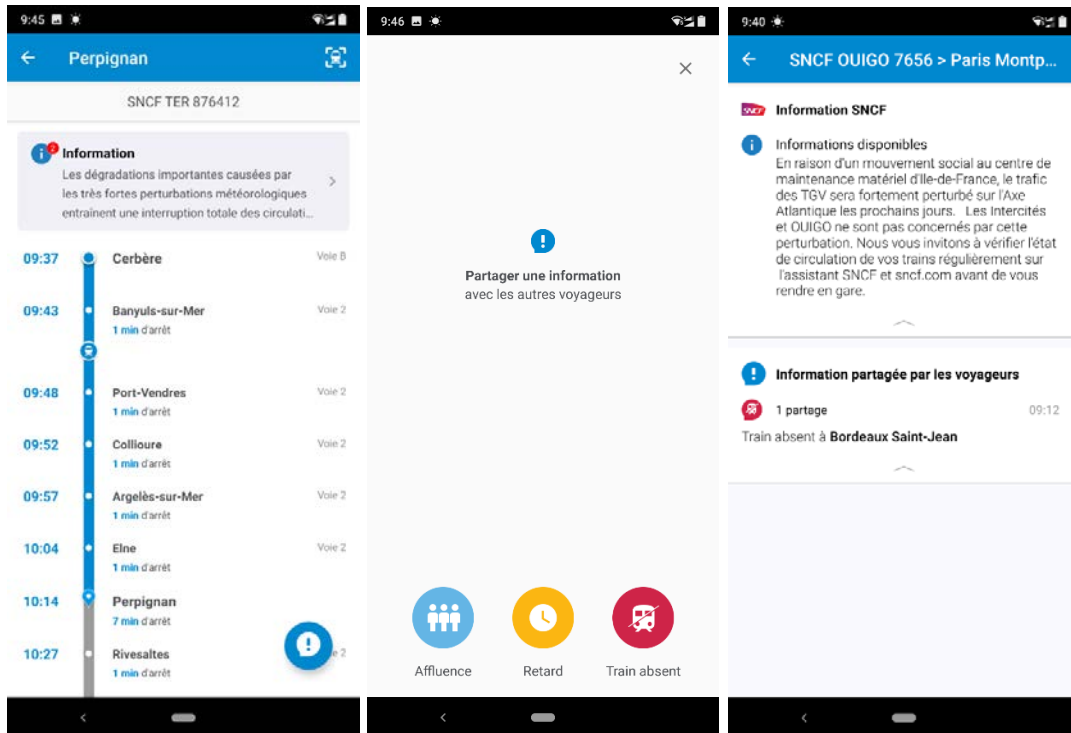 9:45
Perpignan
SNCF TER 876412
2
Information
Les dégradations importantes causées par
les très fortes perturbations météorologiques
entrainent une interruption totale des circulati...
09:37 Cerbère Voie B
09:43 Banyuls-sur-Mer Voie 2
1 min d'arrêt
09:48 Port-Vendres Voie 2
1 min d'arrêt
09:52 Collioure Voie 2
1 min d'arrêt
09:57 Argelès-sur-Mer Voie 2
1 min d'arrêt
10:04 Elne Voie 2
1 min d'arrêt
10:14 Perpignan
7 min d'arrêt
10:27 Rivesaltes e 2
1 min d'arrêt
9:46
Partager une information
avec les autres voyageurs
Affluence Retard Train absent
9:40
SNCF OUIGO 7656 > Paris Montp...
SNCF Information SNCF
Informations disponibles
En raison d'un mouvement social au centre de
maintenance matériel d'Ile-de-France, le trafic
des TGV sera fortement perturbé sur l'Axe
Atlantique les prochains jours. Les Intercités
et OUIGO ne sont pas concernés par cette
perturbation. Nous vous invitons à vérifier l'état
de circulation de vos trains régulièrement sur
l'assistant SNCF et sncf.com avant de vous
rendre en gare.
Information partagée par les voyageurs
1 partage 09:12
Train absent à Bordeaux Saint-Jean